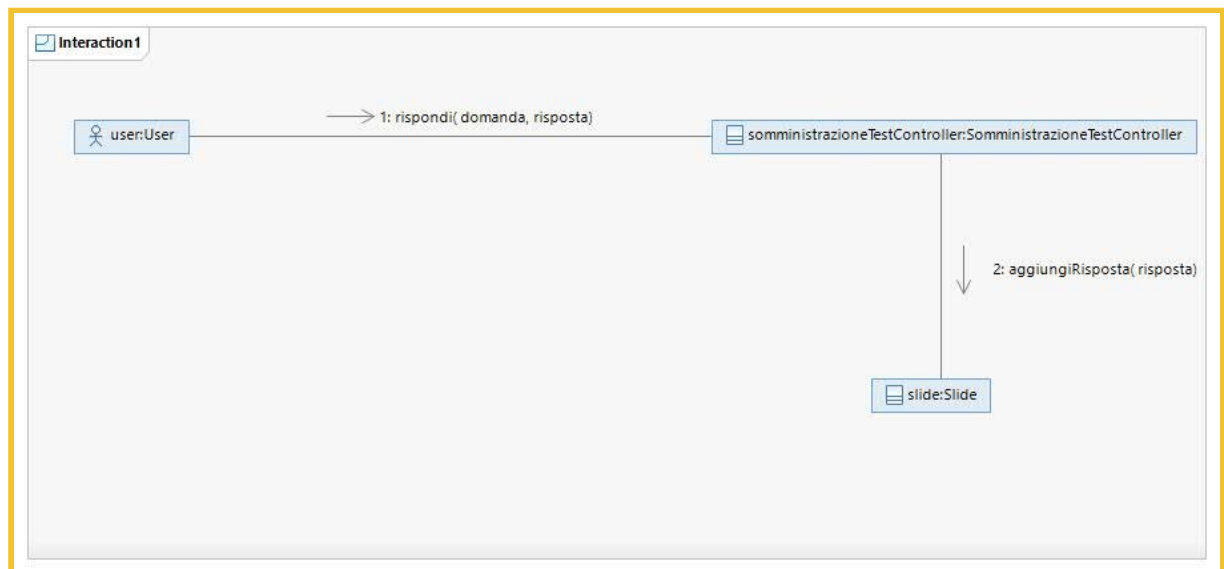 Interaction1
1: rispondi( domanda, risposta)
user:User
somministrazioneTestController:SomministrazioneTestController
2: aggiungiRisposta( risposta)
slide:Slide